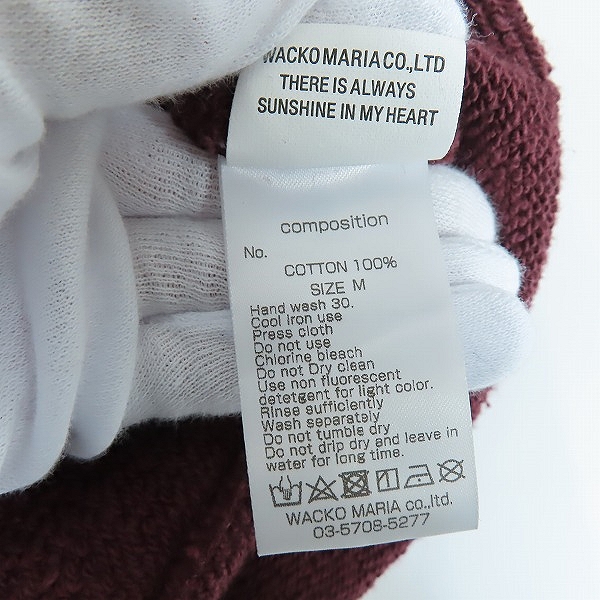 WACKO MARIA CO.,LTD
THERE IS ALWAYS
SUNSHINE IN MY HEART
composition
No.
COTTON 100%
SIZE M
Hand wash 30.
Cool iron use
Press cloth
Do not use
Chlorine bleach
Do not Dry clean
Use non fluorescent
detetgent for light color.
Rinse sufficiently
Wash separately
Do not tumble dry
Do not drip dry and leave in
water for long time.
WACKO MARIA co.,ltd.
03-5708-5277